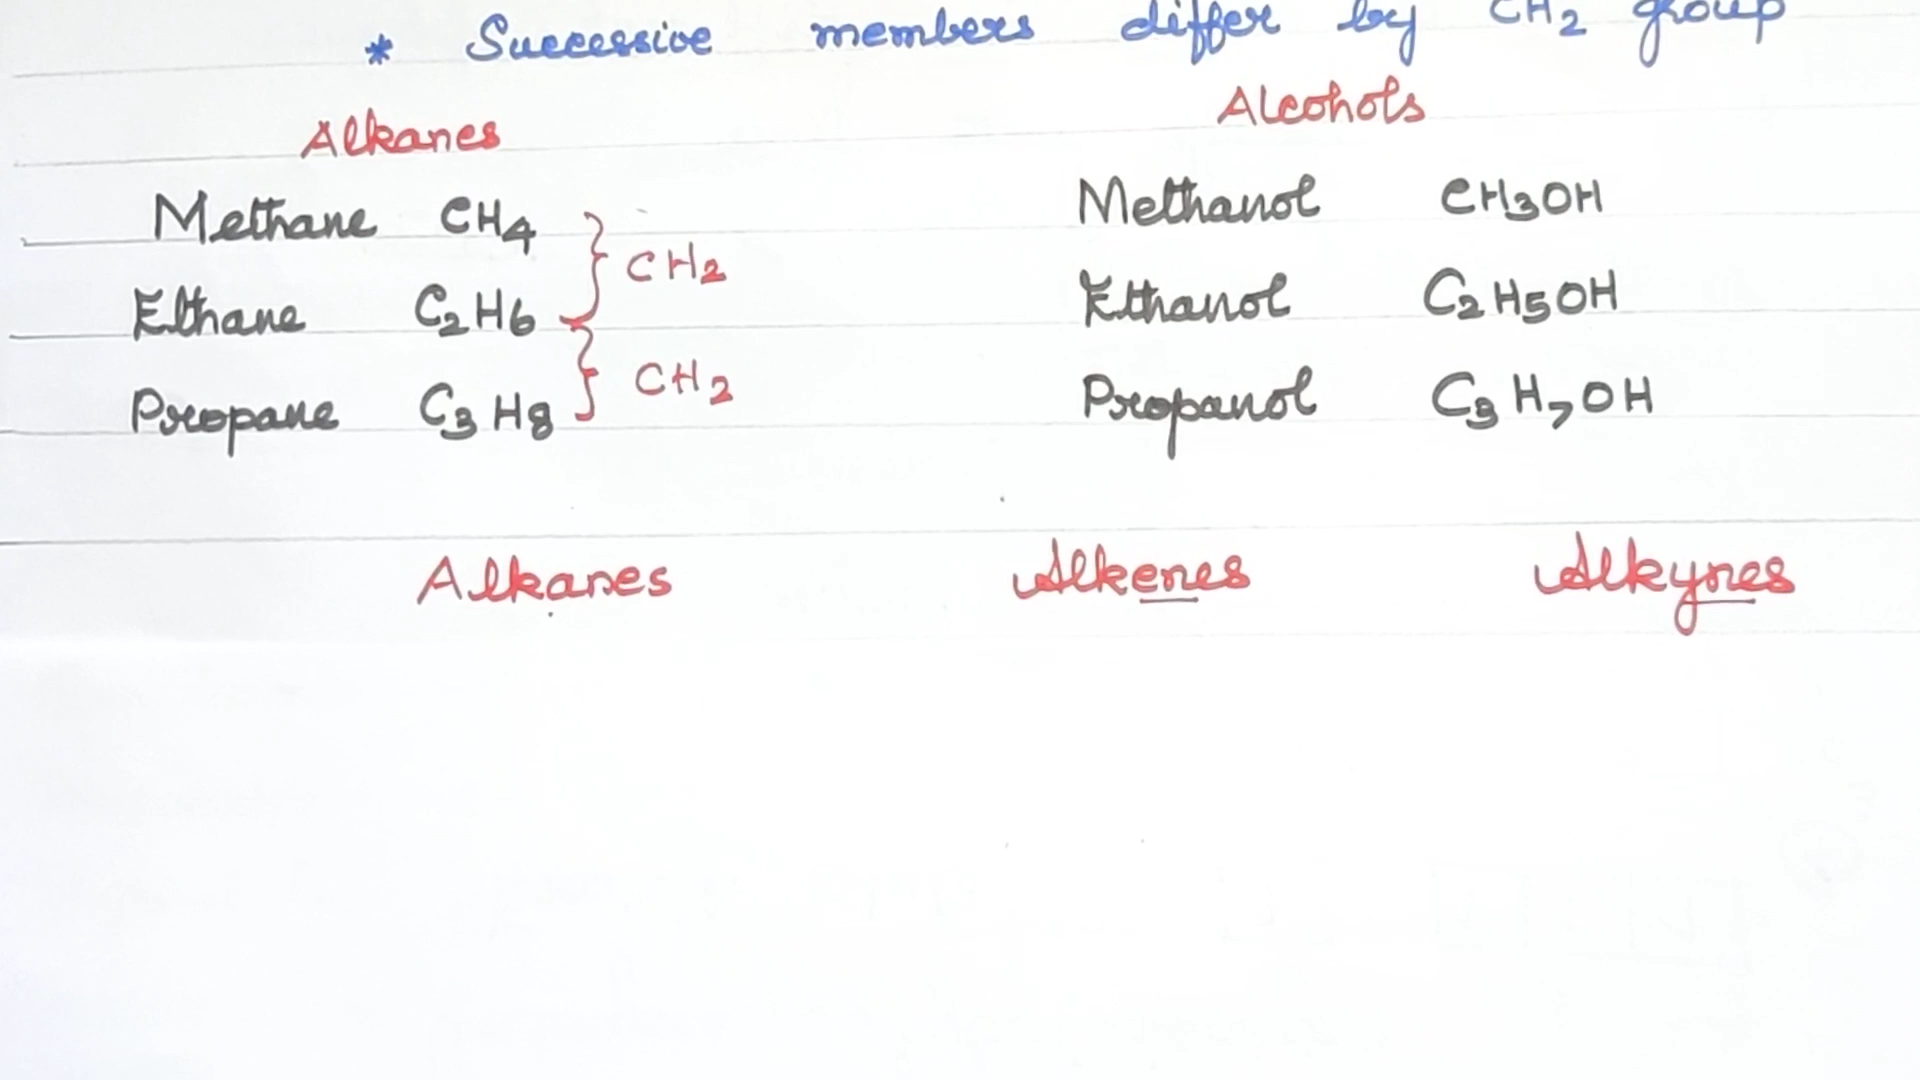 * Successive members differ by CH2 group
Alkanes Alcohols
Methane CH4 } CH2 Methanol CH3OH
Ethane C2H6 Ethanol C2H5OH
} CH2
Propane C3H8 Propanol C3H7OH
Alkanes Alkenes Alkynes